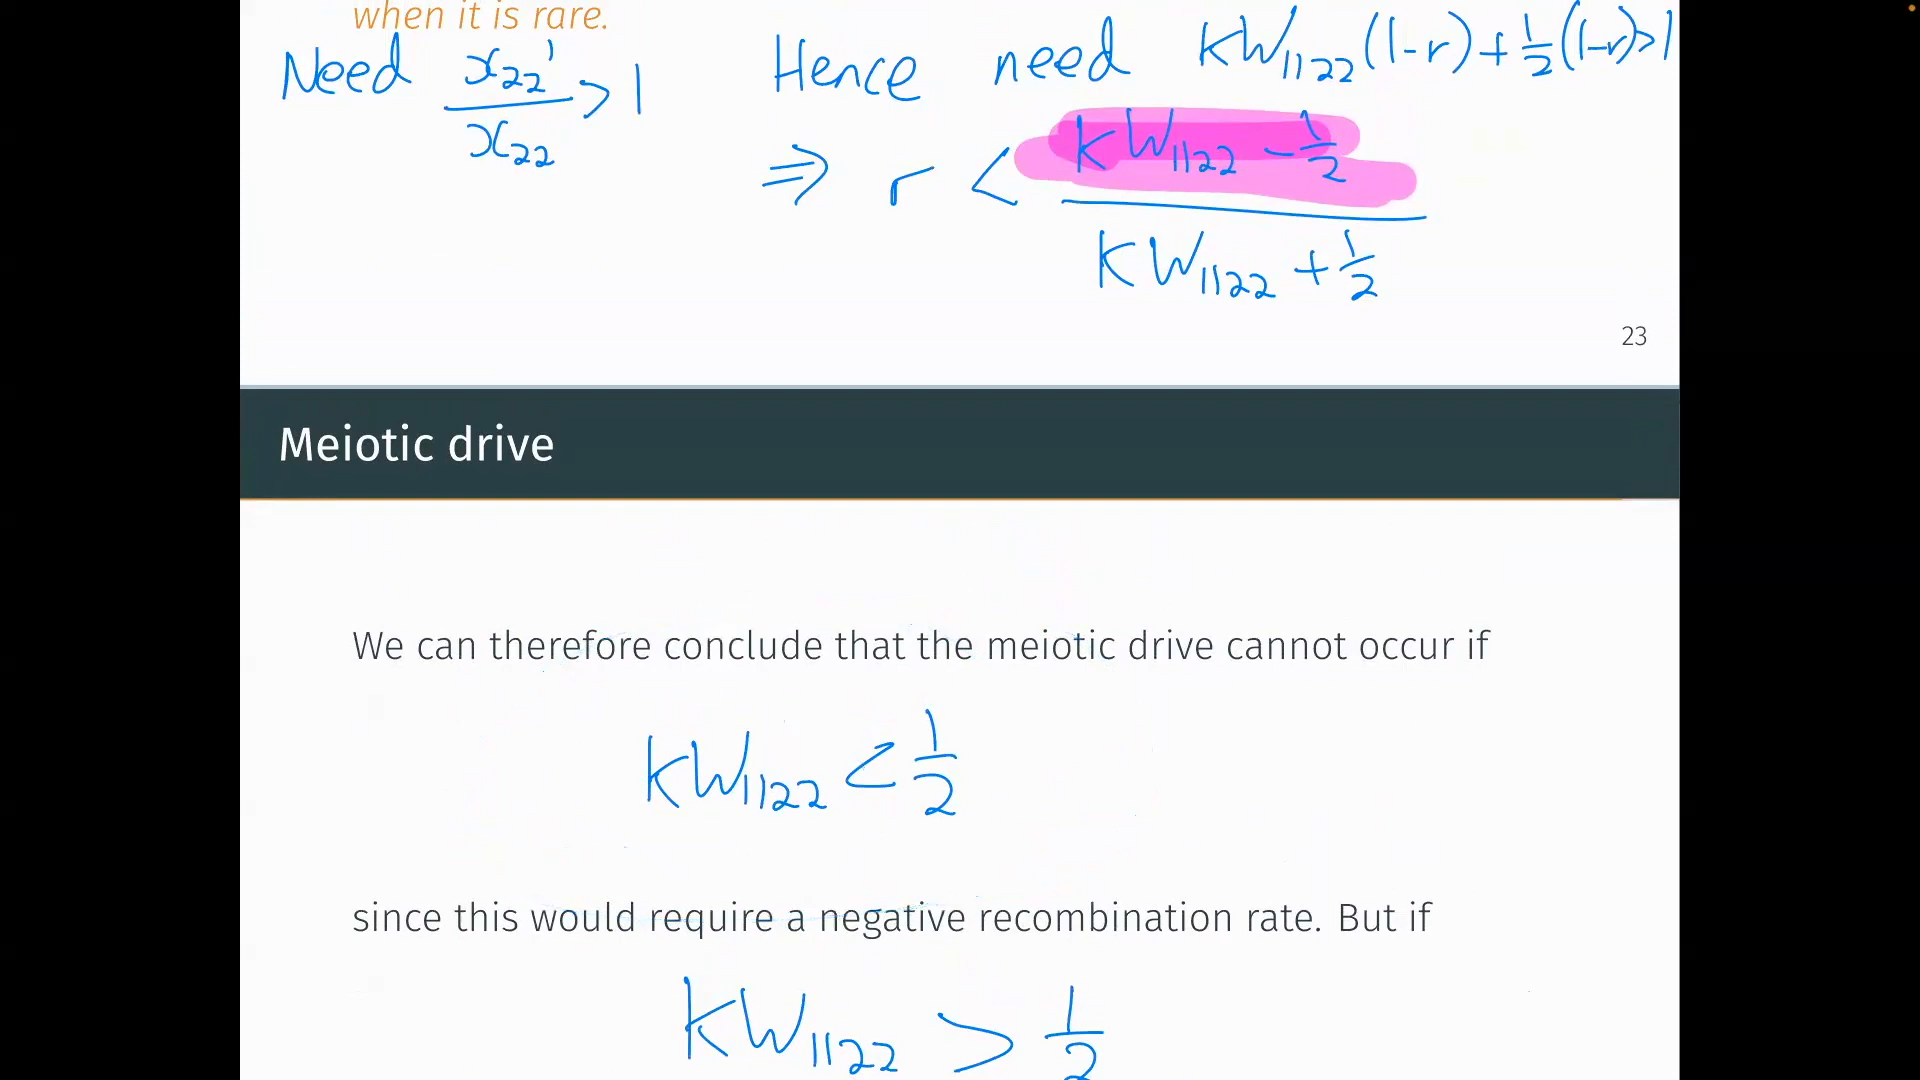 when it is rare.
Need x₂₂'/x₂₂ > 1
Hence need KW₁₁₂₂(1-r)+½(1-r)>1
⇒ r < (KW₁₁₂₂ - ½)/(KW₁₁₂₂ + ½)
23
Meiotic drive
We can therefore conclude that the meiotic drive cannot occur if
KW₁₁₂₂ < ½
since this would require a negative recombination rate. But if
KW₁₁₂₂ > ½